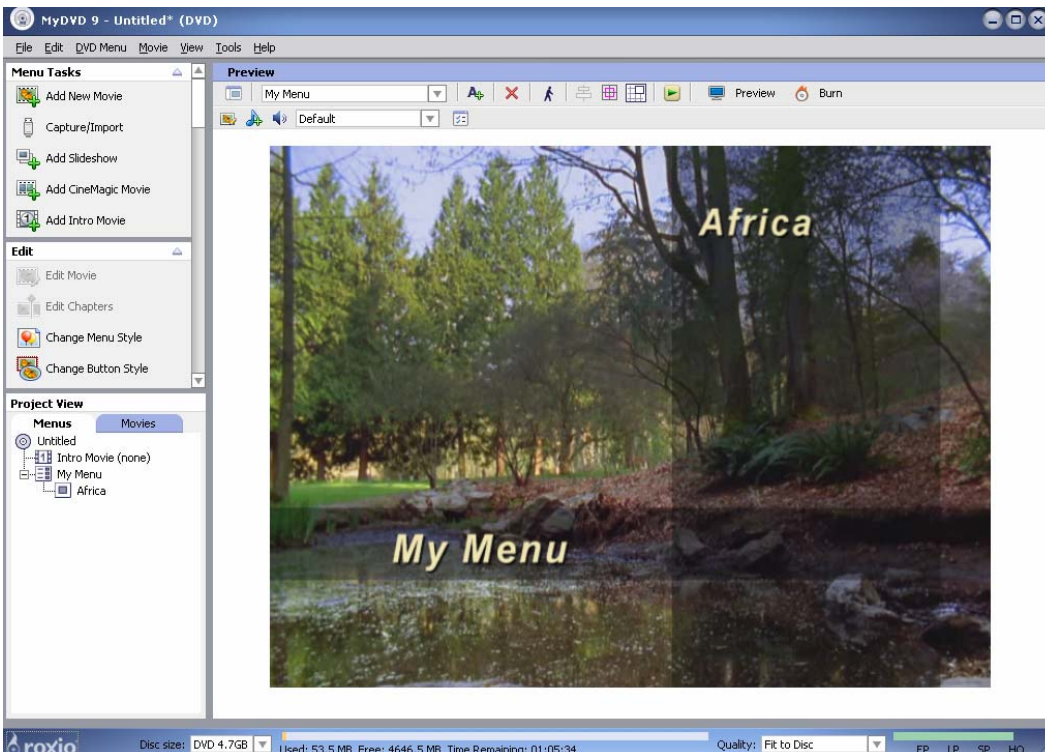 MyDVD 9 - Untitled* (DVD)
File Edit DVD Menu Movie View Tools Help
Menu Tasks
Add New Movie
Capture/Import
Add Slideshow
Add CineMagic Movie
Add Intro Movie
Edit
Edit Movie
Edit Chapters
Change Menu Style
Change Button Style
Project View
Menus Movies
Untitled
Intro Movie (none)
My Menu
Africa
Preview
My Menu Preview Burn
Default
Africa
My Menu
roxio Disc size: DVD 4.7GB Used: 53.5 MB Free: 4646.5 MB Time Remaining: 01:05:34 Quality: Fit to Disc EP LP SP HQ